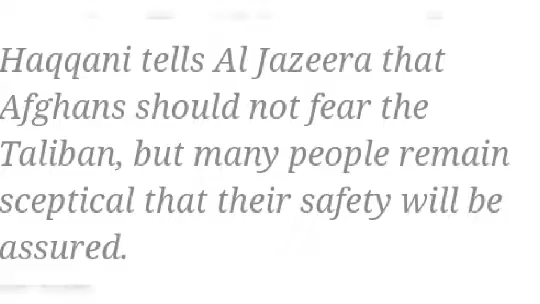 Haqqani tells Al Jazeera that
Afghans should not fear the
Taliban, but many people remain
sceptical that their safety will be
assured.